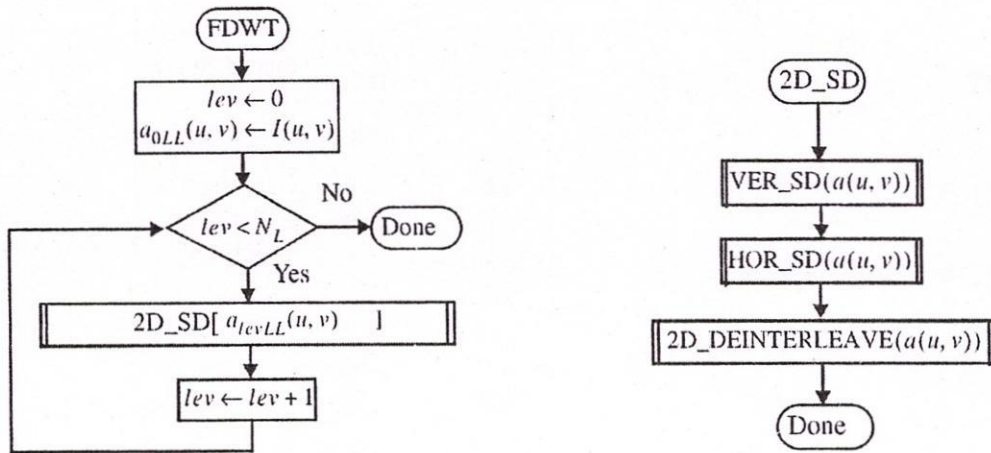 FDWT
lev ← 0
a0LL(u, v) ← I(u, v)
lev < NL
No
Done
Yes
2D_SD[ alevLL(u, v) ]
lev ← lev + 1
2D_SD
VER_SD(a(u, v))
HOR_SD(a(u, v))
2D_DEINTERLEAVE(a(u, v))
Done